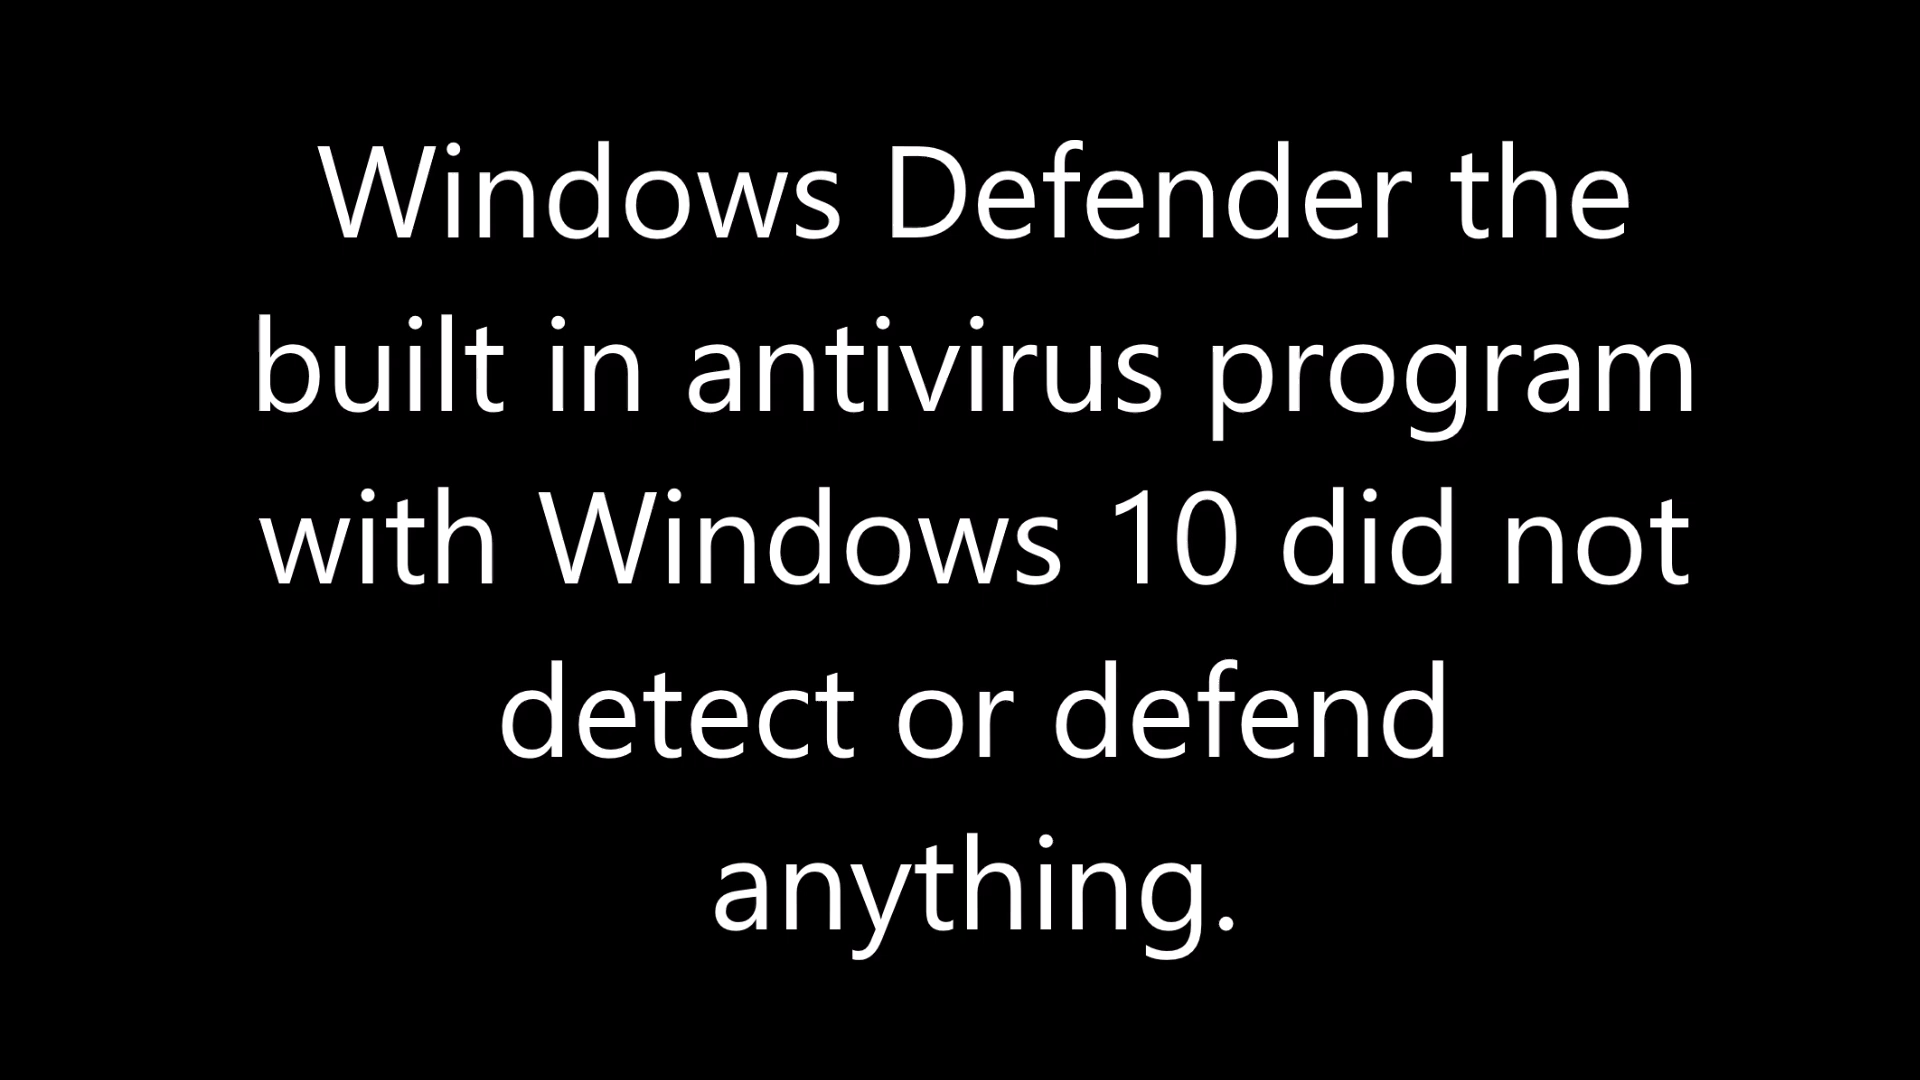 Windows Defender the
built in antivirus program
with Windows 10 did not
detect or defend
anything.